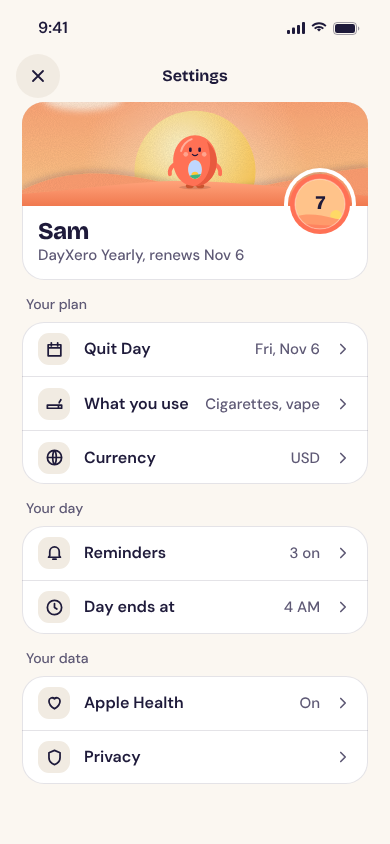 9:41
Settings
7
Sam
DayXero Yearly, renews Nov 6
Your plan
Quit Day Fri, Nov 6
What you use Cigarettes, vape
Currency USD
Your day
Reminders 3 on
Day ends at 4 AM
Your data
Apple Health On
Privacy